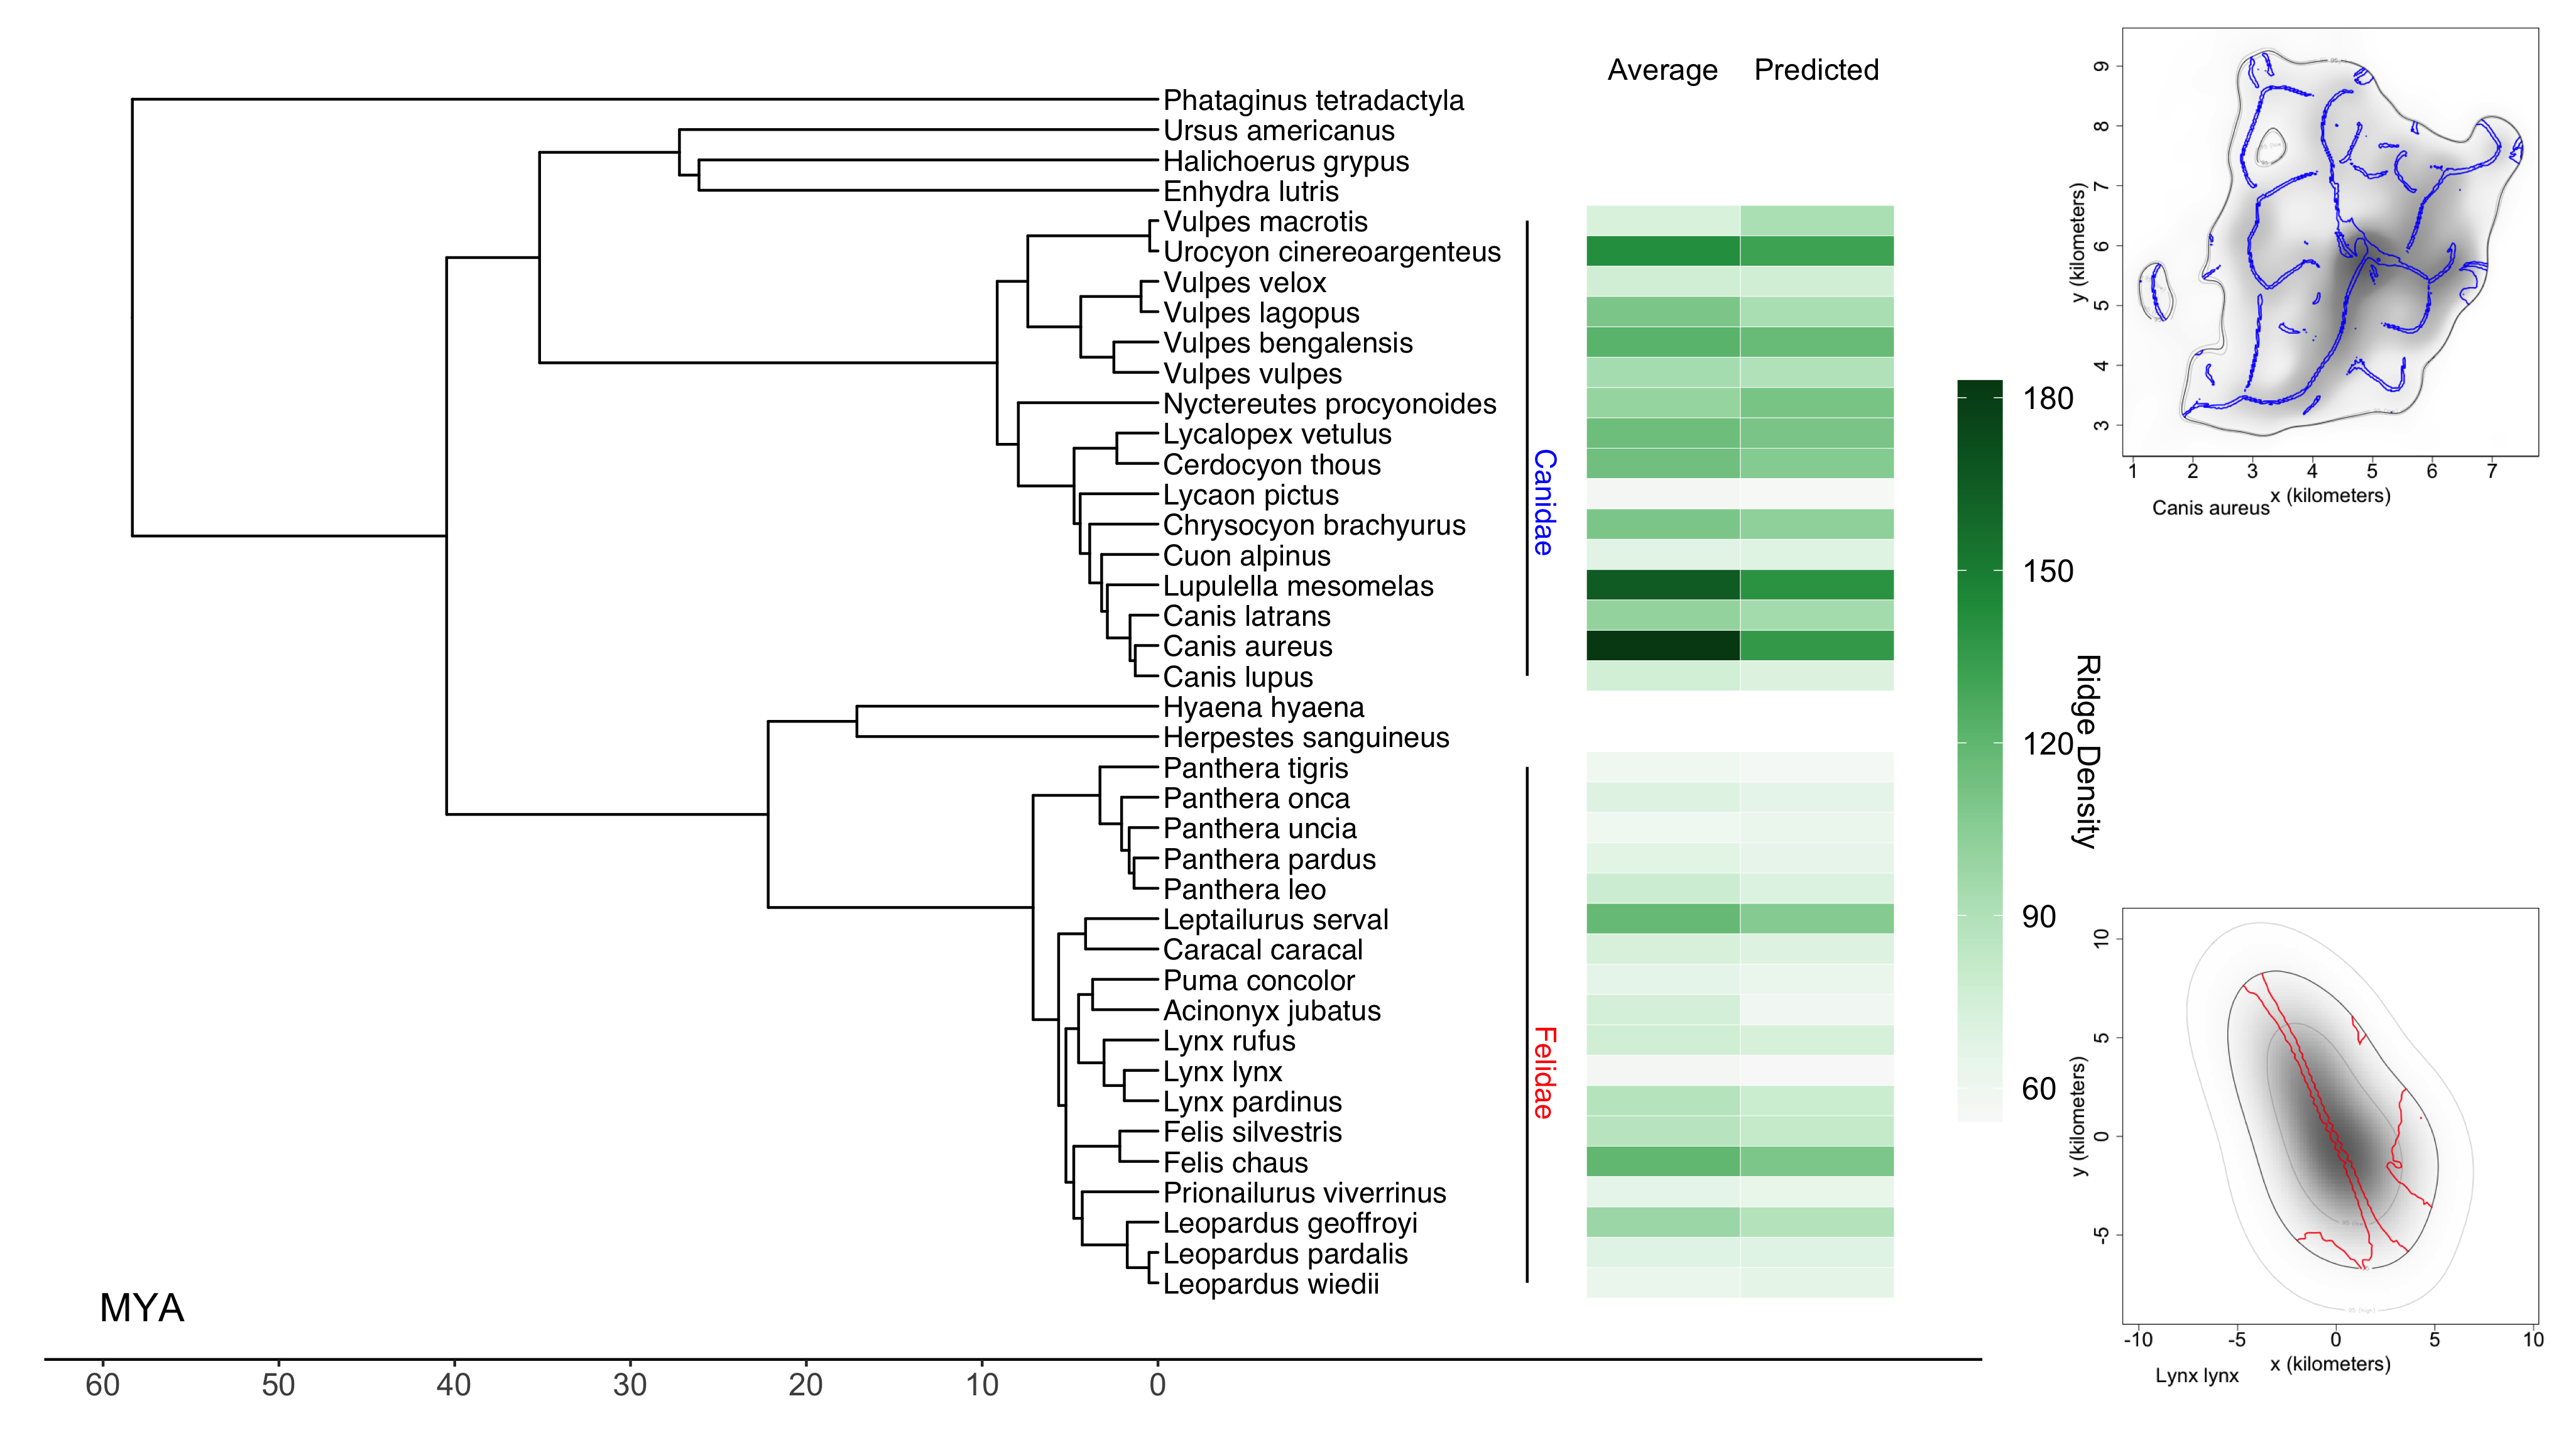 Average Predicted
Phataginus tetradactyla
Ursus americanus
Halichoerus grypus
Enhydra lutris
Vulpes macrotis
Urocyon cinereoargenteus
Vulpes velox
Vulpes lagopus
Vulpes bengalensis
Vulpes vulpes
Nyctereutes procyonoides
Lycalopex vetulus
Cerdocyon thous
Lycaon pictus
Chrysocyon brachyurus
Cuon alpinus
Lupulella mesomelas
Canis latrans
Canis aureus
Canis lupus
Hyaena hyaena
Herpestes sanguineus
Panthera tigris
Panthera onca
Panthera uncia
Panthera pardus
Panthera leo
Leptailurus serval
Caracal caracal
Puma concolor
Acinonyx jubatus
Lynx rufus
Lynx lynx
Lynx pardinus
Felis silvestris
Felis chaus
Prionailurus viverrinus
Leopardus geoffroyi
Leopardus pardalis
Leopardus wiedii
Canidae
Felidae
MYA
60 50 40 30 20 10 0
180
150
120
90
60
Ridge Density
y (kilometers)
9
8
7
6
5
4
3
1 2 3 4 5 6 7
x (kilometers)
Canis aureus
y (kilometers)
10
5
0
-5
-10 -5 0 5 10
x (kilometers)
Lynx lynx
95 (high)